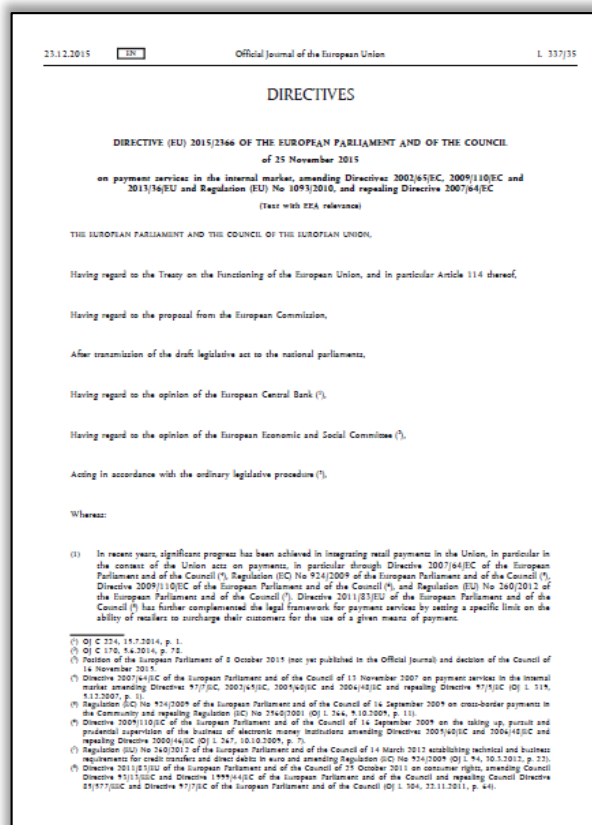 23.12.2015 EN Official Journal of the European Union L 337/35
DIRECTIVES
DIRECTIVE (EU) 2015/2366 OF THE EUROPEAN PARLIAMENT AND OF THE COUNCIL
of 25 November 2015
on payment services in the internal market, amending Directives 2002/65/EC, 2009/110/EC and
2013/36/EU and Regulation (EU) No 1093/2010, and repealing Directive 2007/64/EC
(Text with EEA relevance)
THE EUROPEAN PARLIAMENT AND THE COUNCIL OF THE EUROPEAN UNION,
Having regard to the Treaty on the Functioning of the European Union, and in particular Article 114 thereof,
Having regard to the proposal from the European Commission,
After transmission of the draft legislative act to the national parliaments,
Having regard to the opinion of the European Central Bank (¹),
Having regard to the opinion of the European Economic and Social Committee (²),
Acting in accordance with the ordinary legislative procedure (³),
Whereas:
(1) In recent years, significant progress has been achieved in integrating retail payments in the Union, in particular in
the context of the Union acts on payments, in particular through Directive 2007/64/EC of the European
Parliament and of the Council (⁴), Regulation (EC) No 924/2009 of the European Parliament and of the Council (⁵),
Directive 2009/110/EC of the European Parliament and of the Council (⁶), and Regulation (EU) No 260/2012 of
the European Parliament and of the Council (⁷). Directive 2011/83/EU of the European Parliament and of the
Council (⁸) has further complemented the legal framework for payment services by setting a specific limit on the
ability of retailers to surcharge their customers for the use of a given means of payment.
(¹) OJ C 224, 15.7.2014, p. 1.
(²) OJ C 170, 5.6.2014, p. 78.
(³) Position of the European Parliament of 8 October 2015 (not yet published in the Official Journal) and decision of the Council of
16 November 2015.
(⁴) Directive 2007/64/EC of the European Parliament and of the Council of 13 November 2007 on payment services in the internal
market amending Directives 97/7/EC, 2002/65/EC, 2005/60/EC and 2006/48/EC and repealing Directive 97/5/EC (OJ L 319,
5.12.2007, p. 1).
(⁵) Regulation (EC) No 924/2009 of the European Parliament and of the Council of 16 September 2009 on cross-border payments in
the Community and repealing Regulation (EC) No 2560/2001 (OJ L 266, 9.10.2009, p. 11).
(⁶) Directive 2009/110/EC of the European Parliament and of the Council of 16 September 2009 on the taking up, pursuit and
prudential supervision of the business of electronic money institutions amending Directives 2005/60/EC and 2006/48/EC and
repealing Directive 2000/46/EC (OJ L 267, 10.10.2009, p. 7).
(⁷) Regulation (EU) No 260/2012 of the European Parliament and of the Council of 14 March 2012 establishing technical and business
requirements for credit transfers and direct debits in euro and amending Regulation (EC) No 924/2009 (OJ L 94, 30.3.2012, p. 22).
(⁸) Directive 2011/83/EU of the European Parliament and of the Council of 25 October 2011 on consumer rights, amending Council
Directive 93/13/EEC and Directive 1999/44/EC of the European Parliament and of the Council and repealing Council Directive
85/577/EEC and Directive 97/7/EC of the European Parliament and of the Council (OJ L 304, 22.11.2011, p. 64).